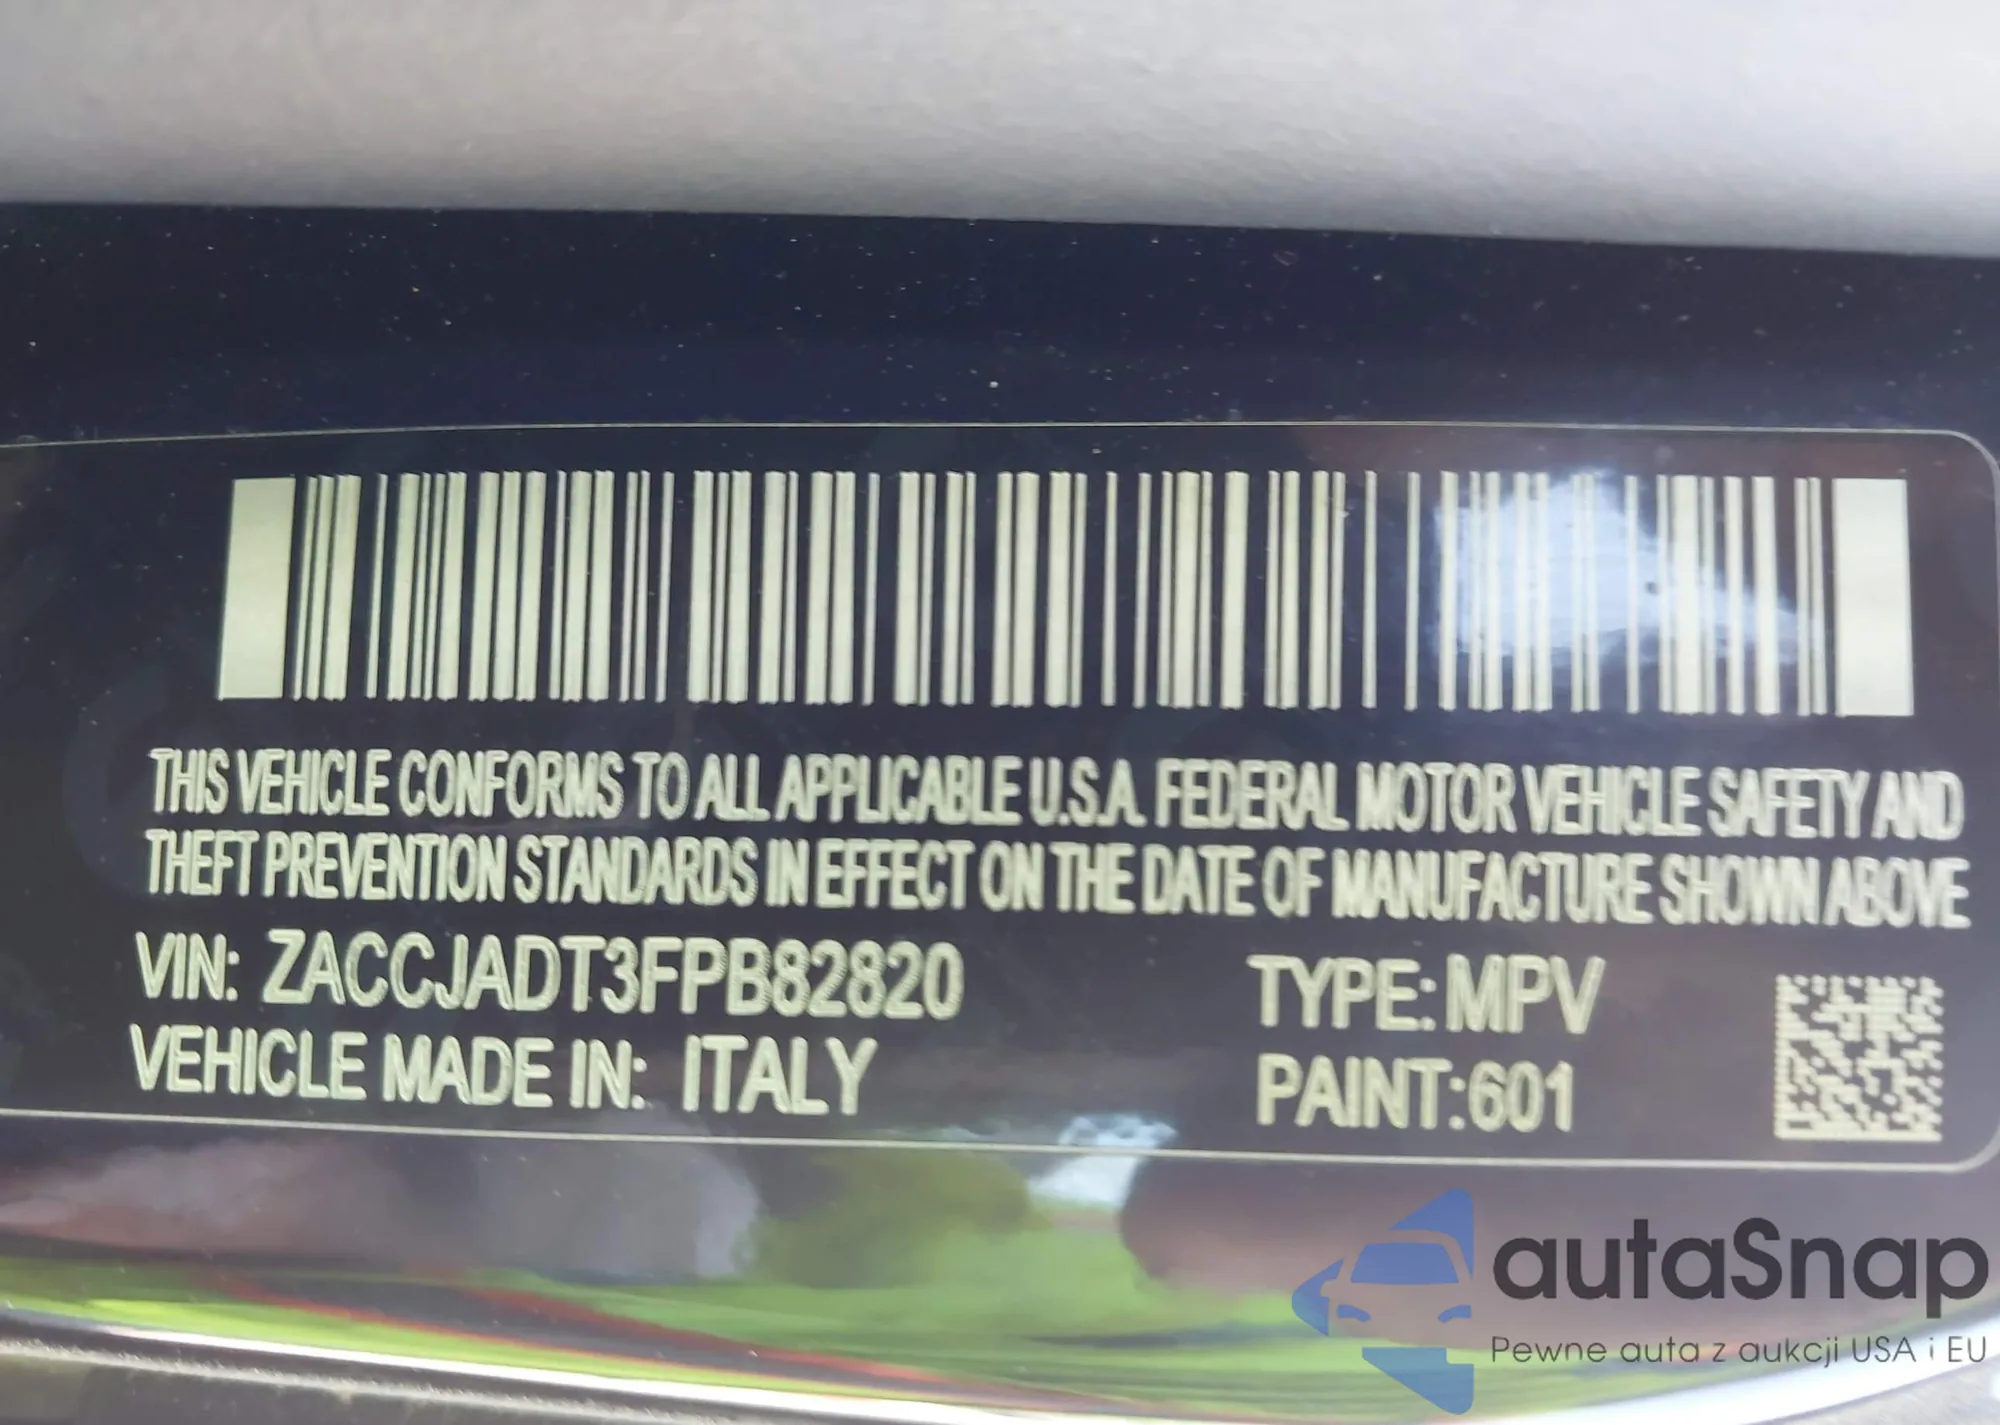 THIS VEHICLE CONFORMS TO ALL APPLICABLE U.S.A. FEDERAL MOTOR VEHICLE SAFETY AND
THEFT PREVENTION STANDARDS IN EFFECT ON THE DATE OF MANUFACTURE SHOWN ABOVE
VIN: ZACCJADT3FPB82820
TYPE: MPV
VEHICLE MADE IN: ITALY
PAINT:601
autaSnap
Pewne auta z aukcji USA i EU